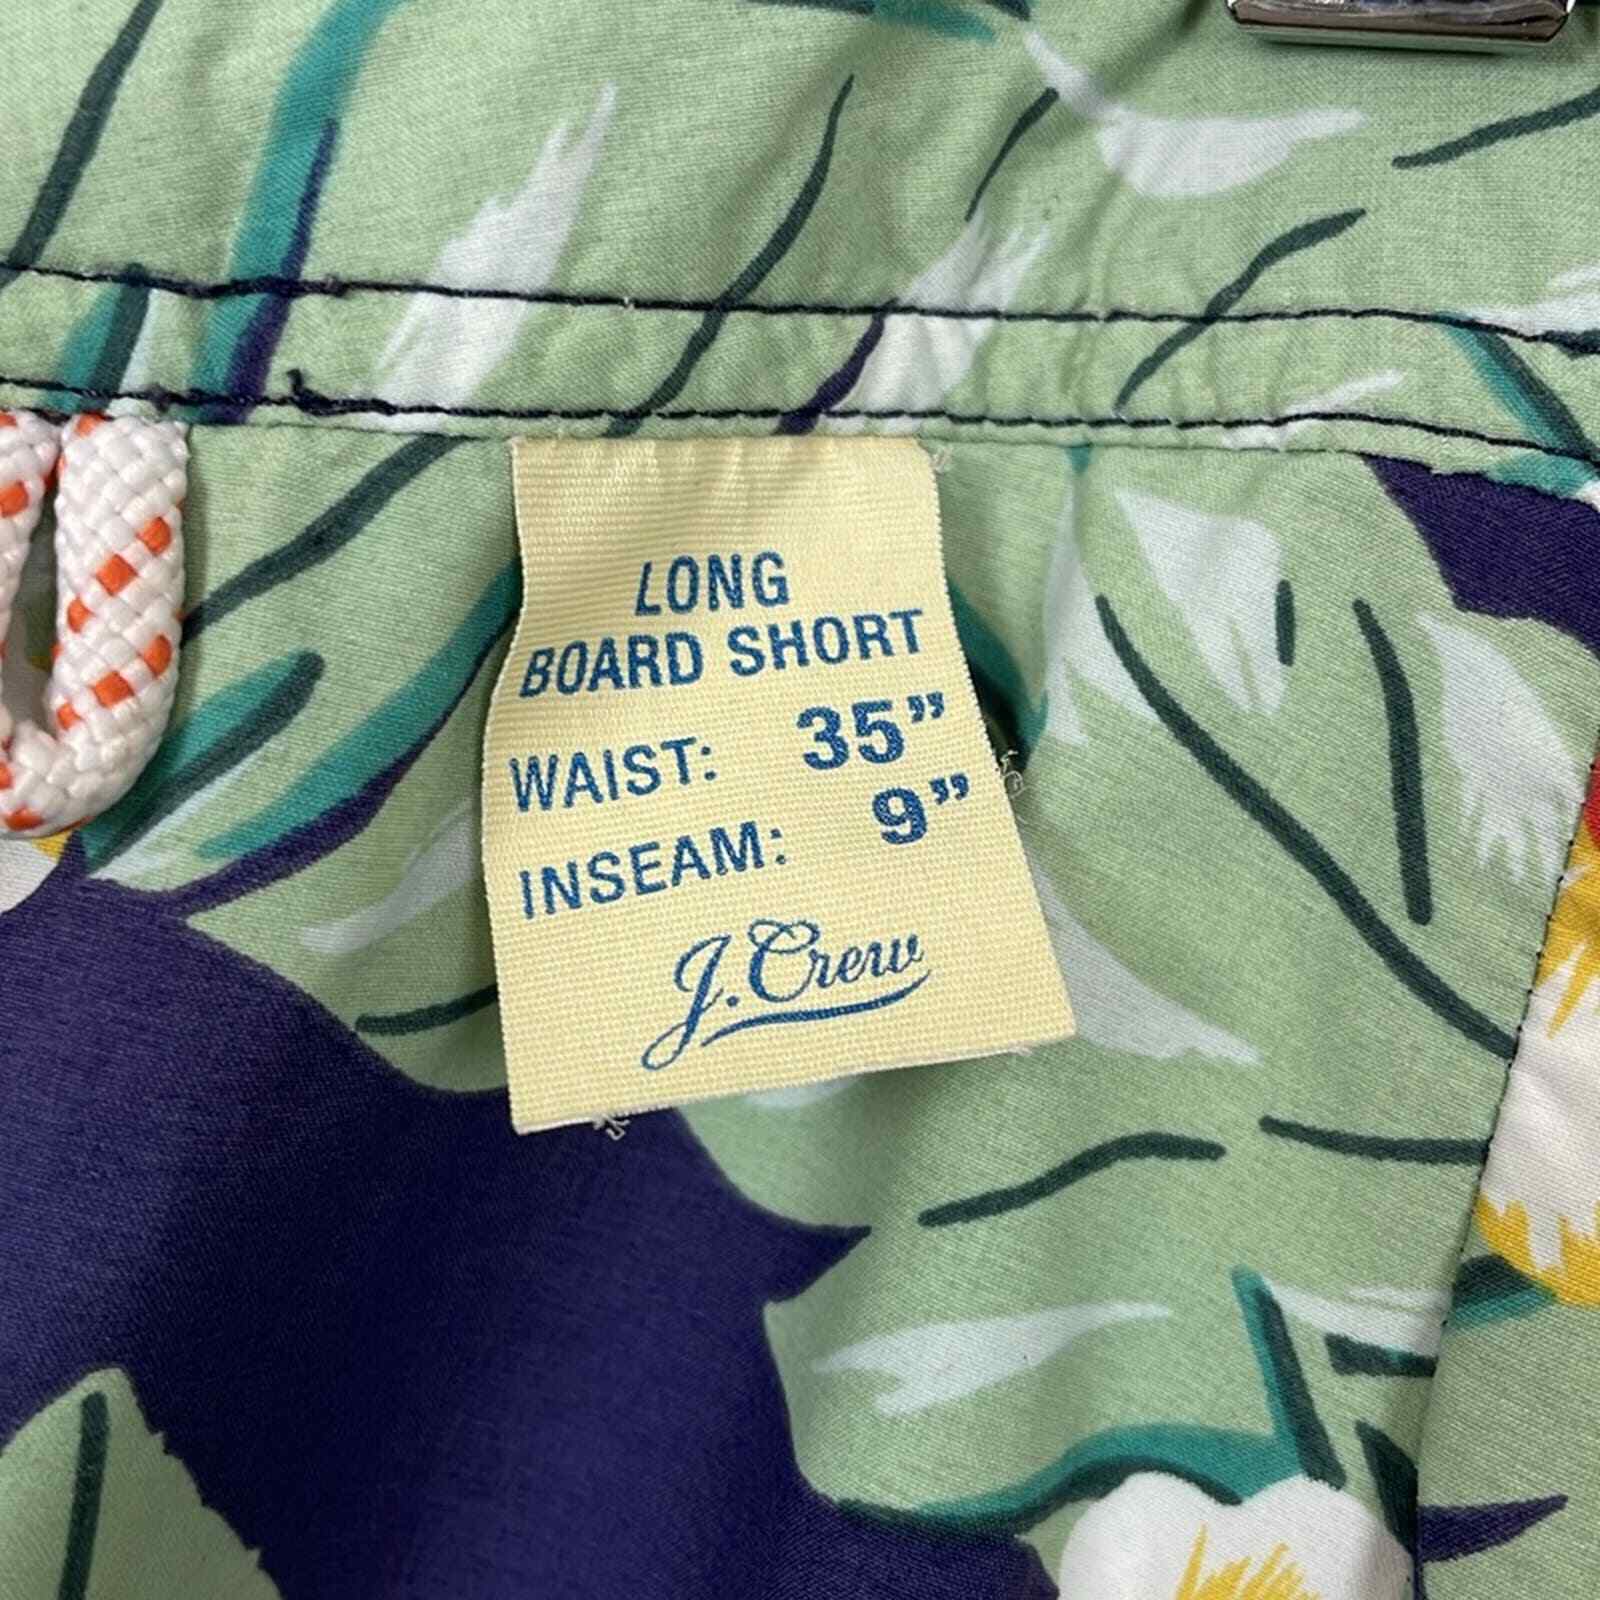 LONG
BOARD SHORT
WAIST: 35”
INSEAM: 9”
J.Crew